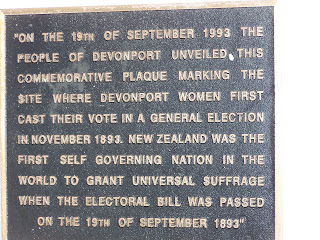 "ON THE 19TH OF SEPTEMBER 1993 THE
PEOPLE OF DEVONPORT UNVEILED THIS
COMMEMORATIVE PLAQUE MARKING THE
SITE WHERE DEVONPORT WOMEN FIRST
CAST THEIR VOTE IN A GENERAL ELECTION
IN NOVEMBER 1893. NEW ZEALAND WAS THE
FIRST SELF GOVERNING NATION IN THE
WORLD TO GRANT UNIVERSAL SUFFRAGE
WHEN THE ELECTORAL BILL WAS PASSED
ON THE 19TH OF SEPTEMBER 1893"